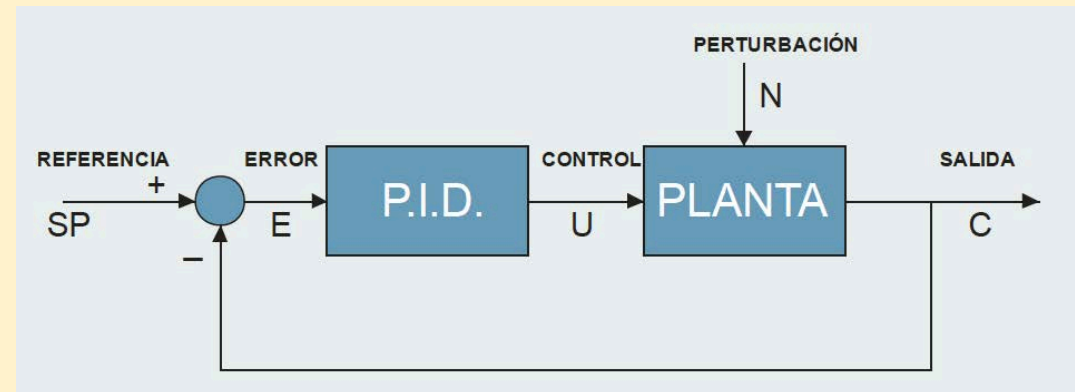 PERTURBACIÓN
N
REFERENCIA
+
SP
–
ERROR
E
P.I.D.
CONTROL
U
PLANTA
SALIDA
C